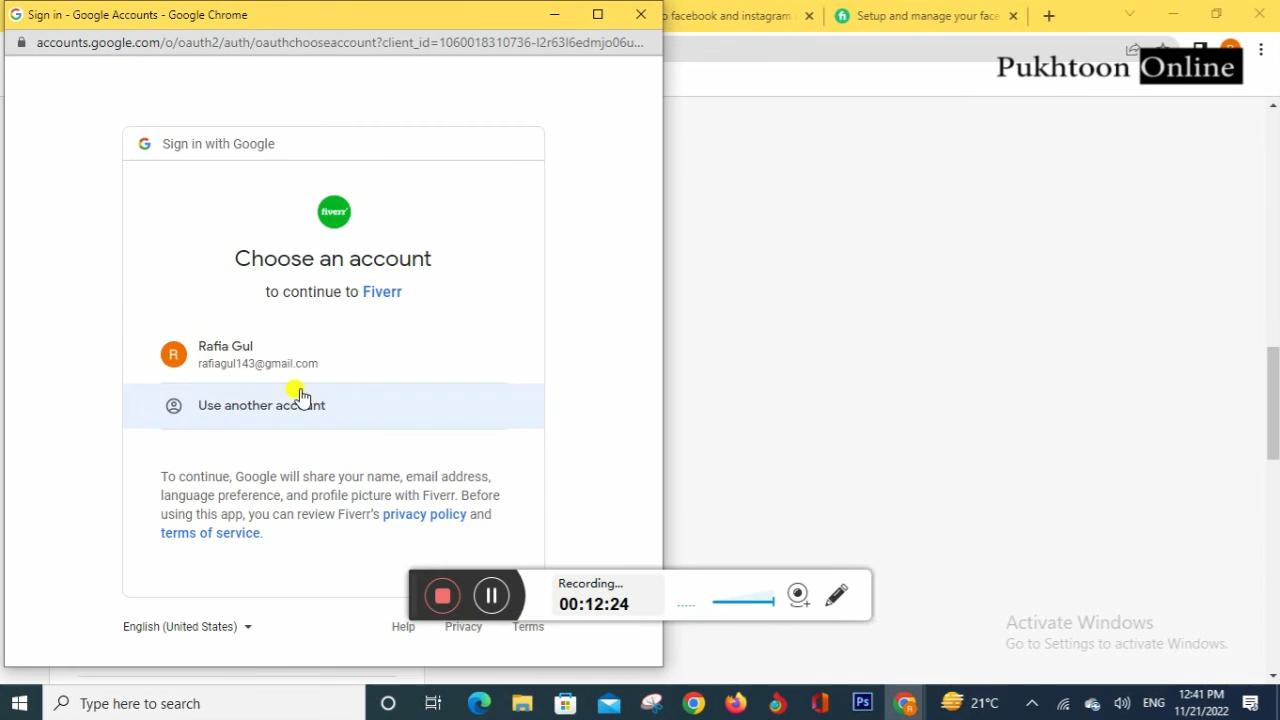 Sign in - Google Accounts - Google Chrome
o facebook and instagram
Setup and manage your face
accounts.google.com/o/oauth2/auth/oauthchooseaccount?client_id=1060018310736-l2r63l6edmjo06u...
Pukhtoon Online
Sign in with Google
fiverr
Choose an account
to continue to Fiverr
R
Rafia Gul
rafiagul143@gmail.com
Use another account
To continue, Google will share your name, email address,
language preference, and profile picture with Fiverr. Before
using this app, you can review Fiverr's privacy policy and
terms of service.
Recording...
00:12:24
English (United States)
Help
Privacy
Terms
Activate Windows
Go to Settings to activate Windows.
Type here to search
Ps
21°C
ENG
12:41 PM
11/21/2022